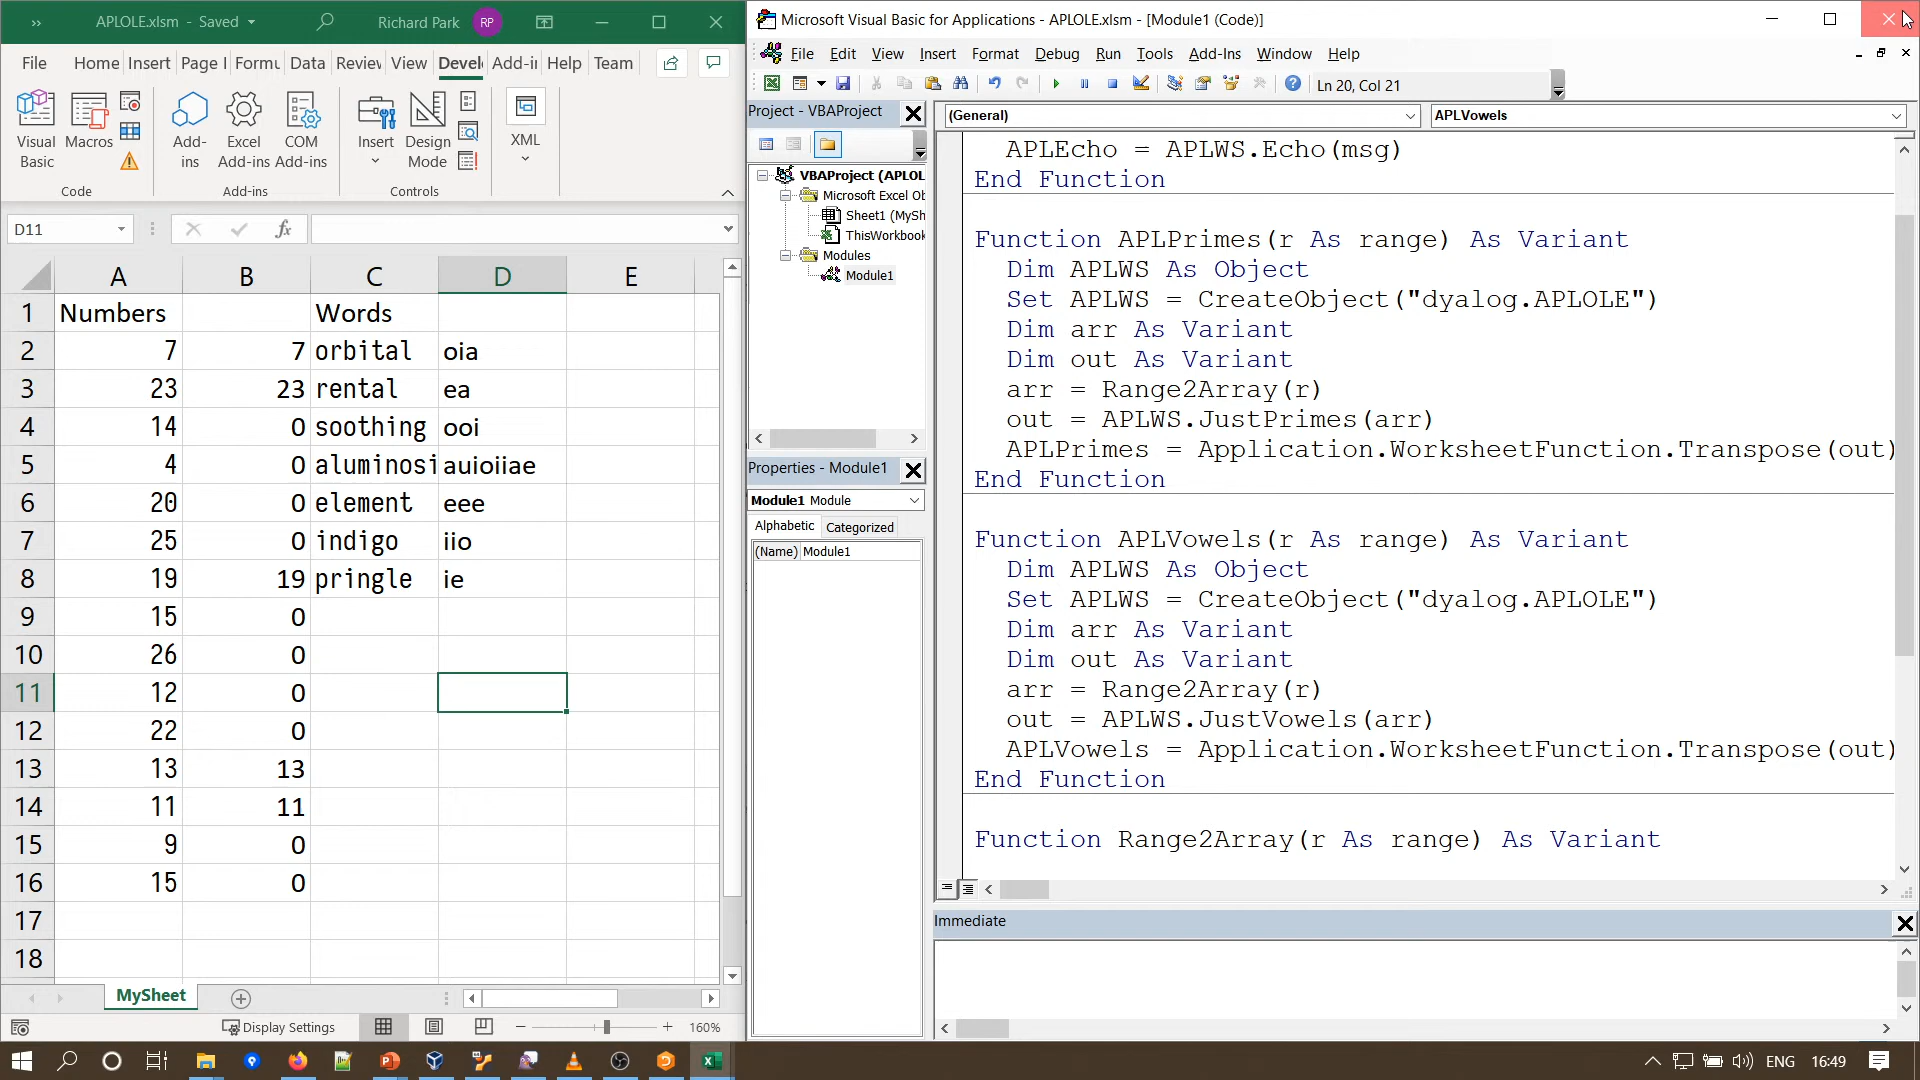 APLOLE.xlsm - Saved
Richard Park
RP
File Home Insert Page Formu Data Review View Develo Add-i Help Team
Visual Basic
Macros
Add-ins
Excel Add-ins
COM Add-ins
Insert
Design Mode
XML
Code
Add-ins
Controls
D11
fx
A B C D E
1 Numbers Words
2 7 7 orbital oia
3 23 23 rental ea
4 14 0 soothing ooi
5 4 0 aluminosi auioiiae
6 20 0 element eee
7 25 0 indigo iio
8 19 19 pringle ie
9 15 0
10 26 0
11 12 0
12 22 0
13 13 13
14 11 11
15 9 0
16 15 0
17
18
MySheet
Display Settings
160%
Microsoft Visual Basic for Applications - APLOLE.xlsm - [Module1 (Code)]
File Edit View Insert Format Debug Run Tools Add-Ins Window Help
Ln 20, Col 21
Project - VBAProject
VBAProject (APLOL
Microsoft Excel Ob
Sheet1 (MySh
ThisWorkbook
Modules
Module1
Properties - Module1
Module1 Module
Alphabetic Categorized
(Name) Module1
(General)
APLVowels
APLEcho = APLWS.Echo(msg)
End Function
Function APLPrimes(r As range) As Variant
Dim APLWS As Object
Set APLWS = CreateObject("dyalog.APLOLE")
Dim arr As Variant
Dim out As Variant
arr = Range2Array(r)
out = APLWS.JustPrimes(arr)
APLPrimes = Application.WorksheetFunction.Transpose(out)
End Function
Function APLVowels(r As range) As Variant
Dim APLWS As Object
Set APLWS = CreateObject("dyalog.APLOLE")
Dim arr As Variant
Dim out As Variant
arr = Range2Array(r)
out = APLWS.JustVowels(arr)
APLVowels = Application.WorksheetFunction.Transpose(out)
End Function
Function Range2Array(r As range) As Variant
Immediate
ENG 16:49